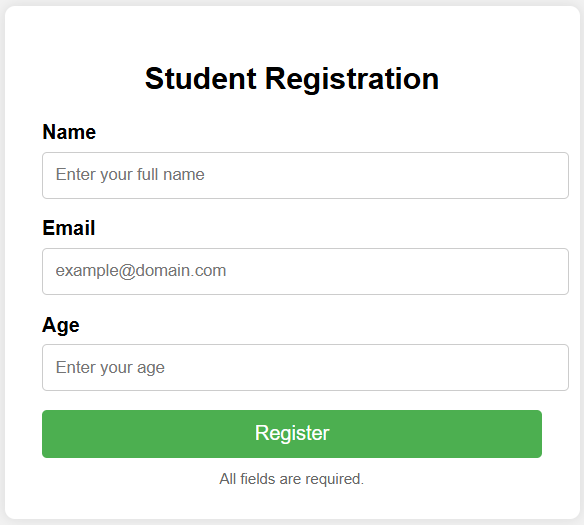 Student Registration
Name
Enter your full name
Email
example@domain.com
Age
Enter your age
Register
All fields are required.